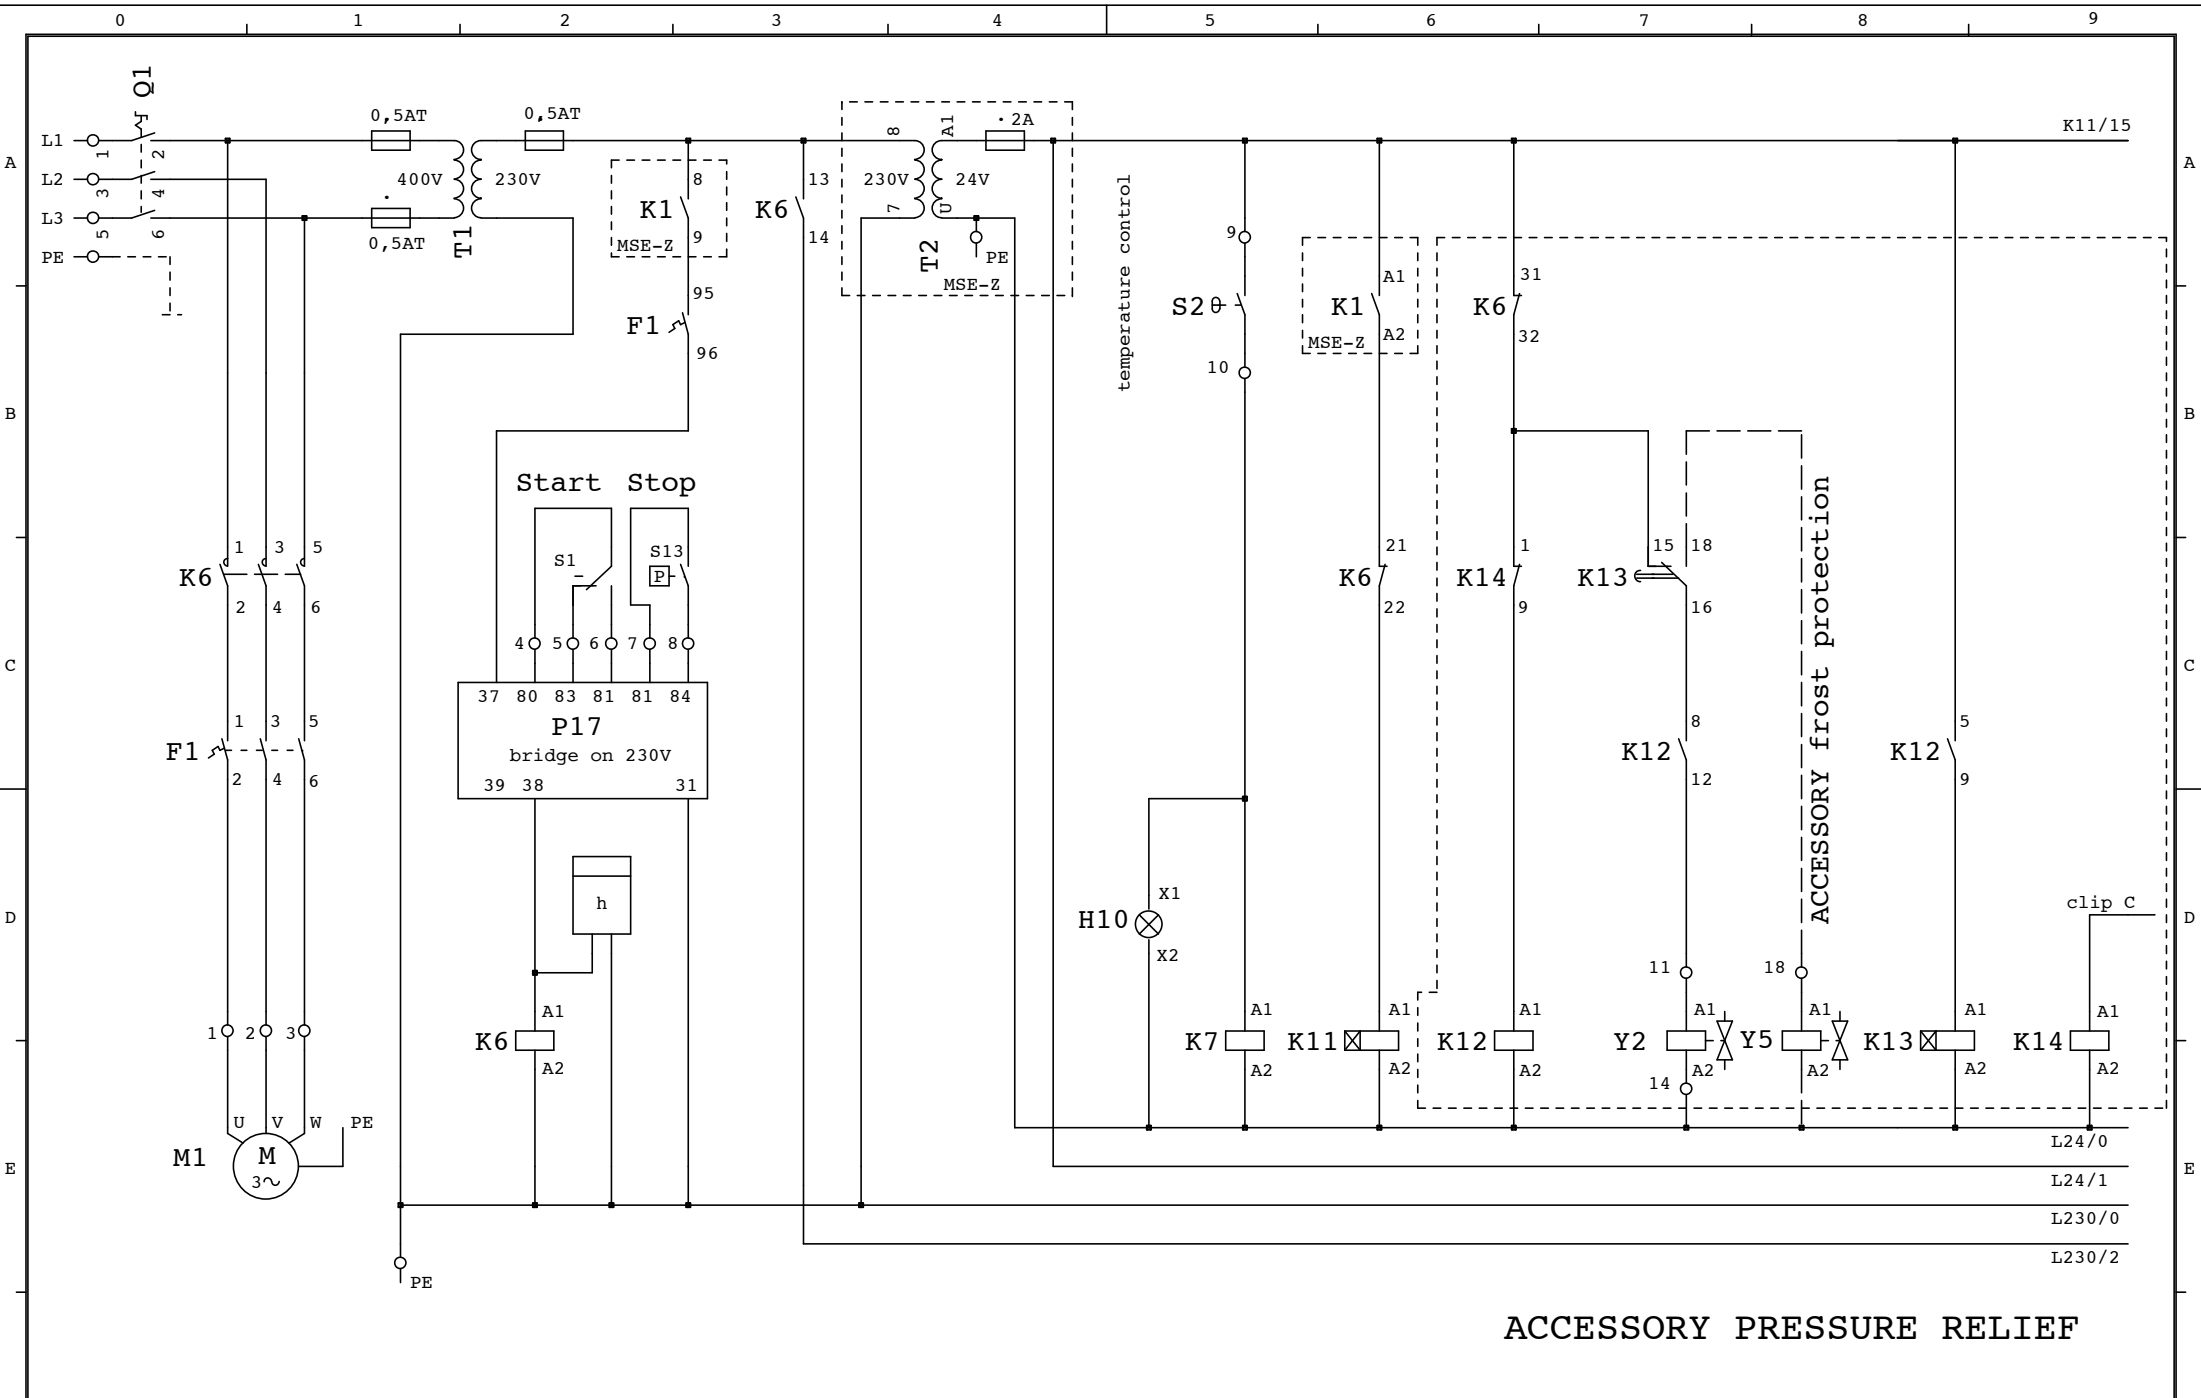 0 1 2 3 4 5 6 7 8 9
Q1
0,5AT 0,5AT A1 .2A K11/15
L1 1 2 8
A A
L2 3 4 400V 230V 8 13 230V 24V
K1 K6
L3 5 6 7 U
0,5AT T1 MSE-Z 9 14 T2 9
PE PE
MSE-Z
temperature control
A1 31
95
S2 K1 K6
F1 MSE-Z A2 32
96
10
B B
Start Stop
1 3 5 S1 S13 21 1 15 18
K6 P K6 K14 K13
2 4 6 22 9 16
4 5 6 7 8
C C
37 80 83 81 81 84
1 3 5 P17 8 5
F1 bridge on 230V K12 K12
2 4 6 39 38 31 12 9
ACCESSORY frost protection
h X1 clip C
D H10 D
X2
11 18
A1 A1 A1 A1 A1 A1 A1 A1
1 2 3 K6 K7 K11 K12 Y2 Y5 K13 K14
A2 A2 A2 A2 A2 A2 A2 A2
14
U V W PE
L24/0
M1 M
E E
3~ L24/1
L230/0
L230/2
PE
ACCESSORY PRESSURE RELIEF